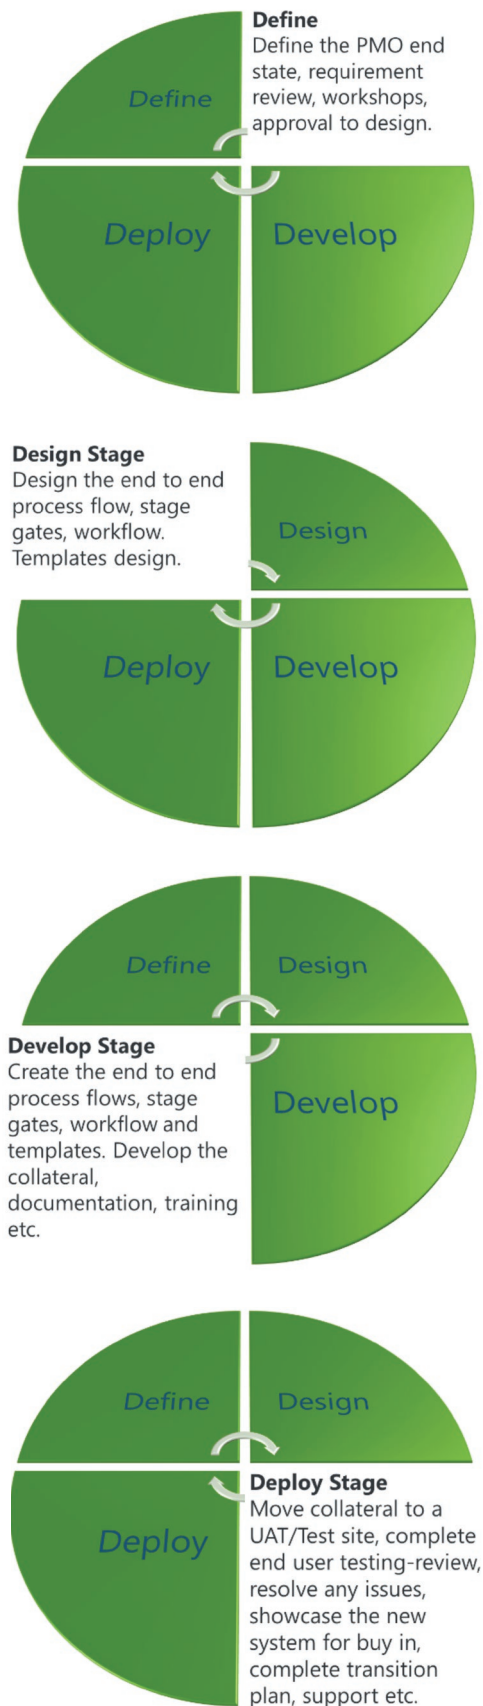 Define
Define the PMO end
state, requirement
review, workshops,
approval to design.
Define
Deploy
Develop
Design Stage
Design the end to end
process flow, stage
gates, workflow.
Templates design.
Design
Deploy
Develop
Define
Design
Develop Stage
Create the end to end
process flows, stage
gates, workflow and
templates. Develop the
collateral,
documentation, training
etc.
Develop
Define
Design
Deploy
Deploy Stage
Move collateral to a
UAT/Test site, complete
end user testing-review,
resolve any issues,
showcase the new
system for buy in,
complete transition
plan, support etc.